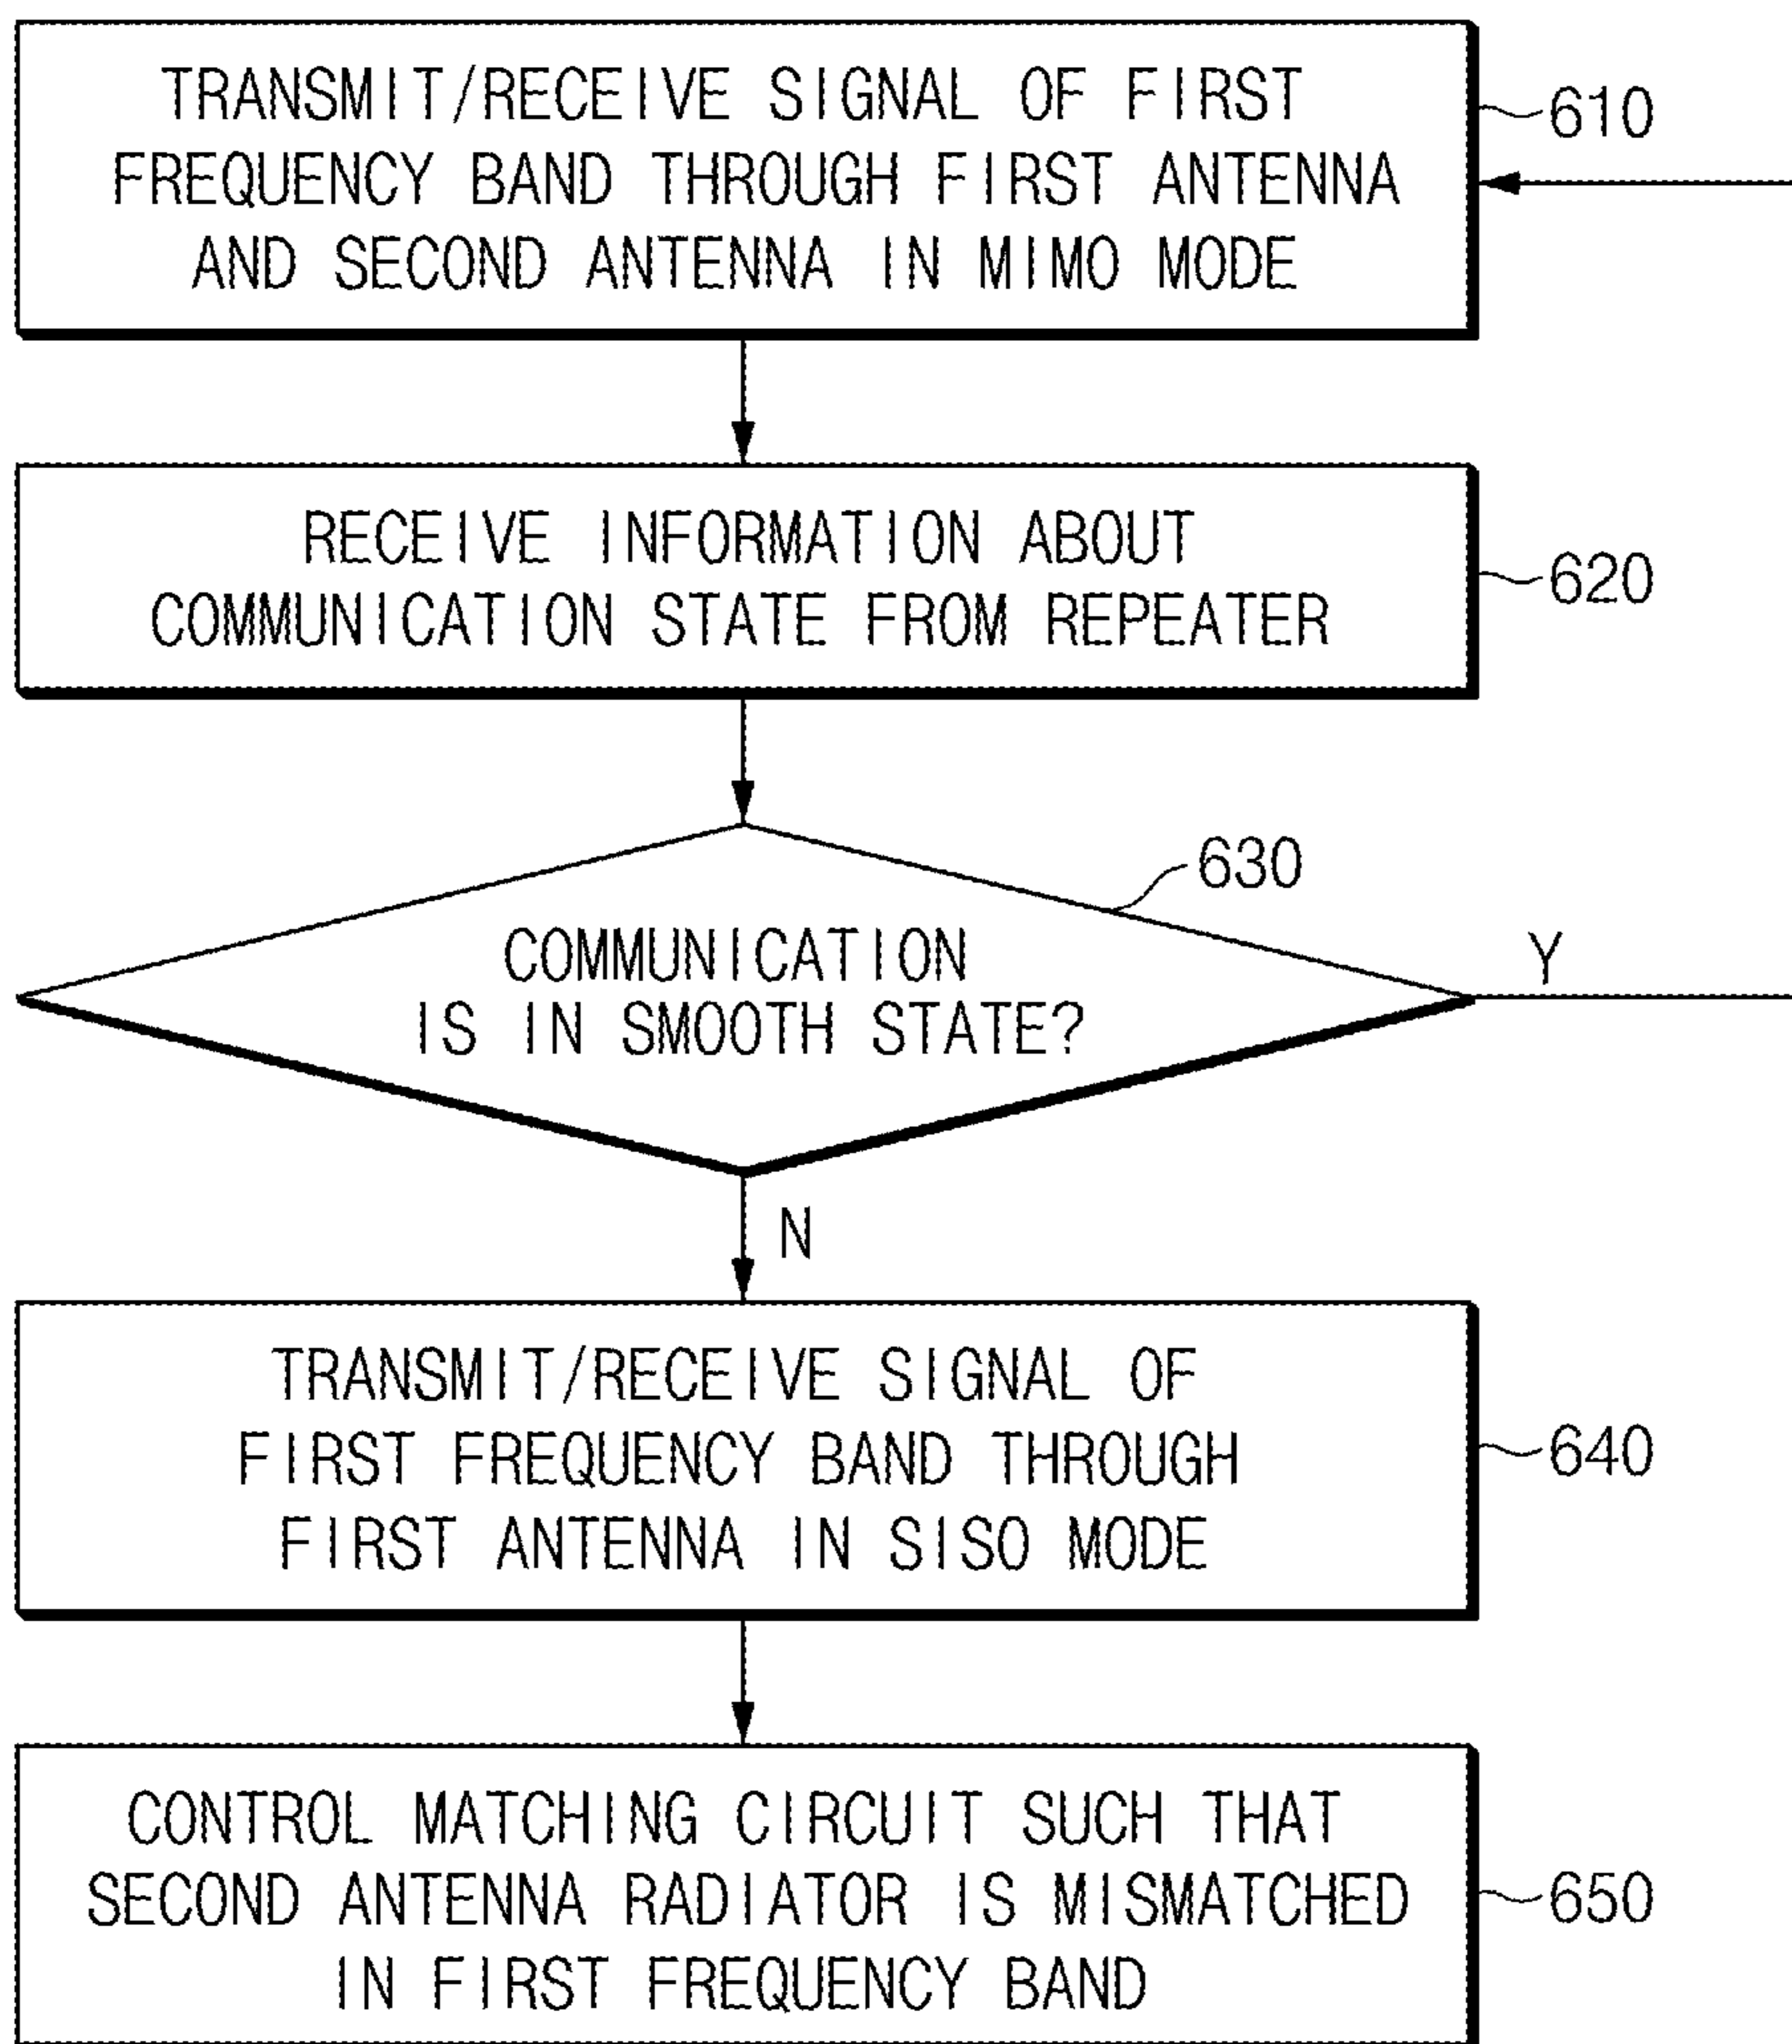 TRANSMIT/RECEIVE SIGNAL OF FIRST
FREQUENCY BAND THROUGH FIRST ANTENNA
AND SECOND ANTENNA IN MIMO MODE
610
RECEIVE INFORMATION ABOUT
COMMUNICATION STATE FROM REPEATER
620
630
COMMUNICATION
IS IN SMOOTH STATE?
Y
N
TRANSMIT/RECEIVE SIGNAL OF
FIRST FREQUENCY BAND THROUGH
FIRST ANTENNA IN SISO MODE
640
CONTROL MATCHING CIRCUIT SUCH THAT
SECOND ANTENNA RADIATOR IS MISMATCHED
IN FIRST FREQUENCY BAND
650